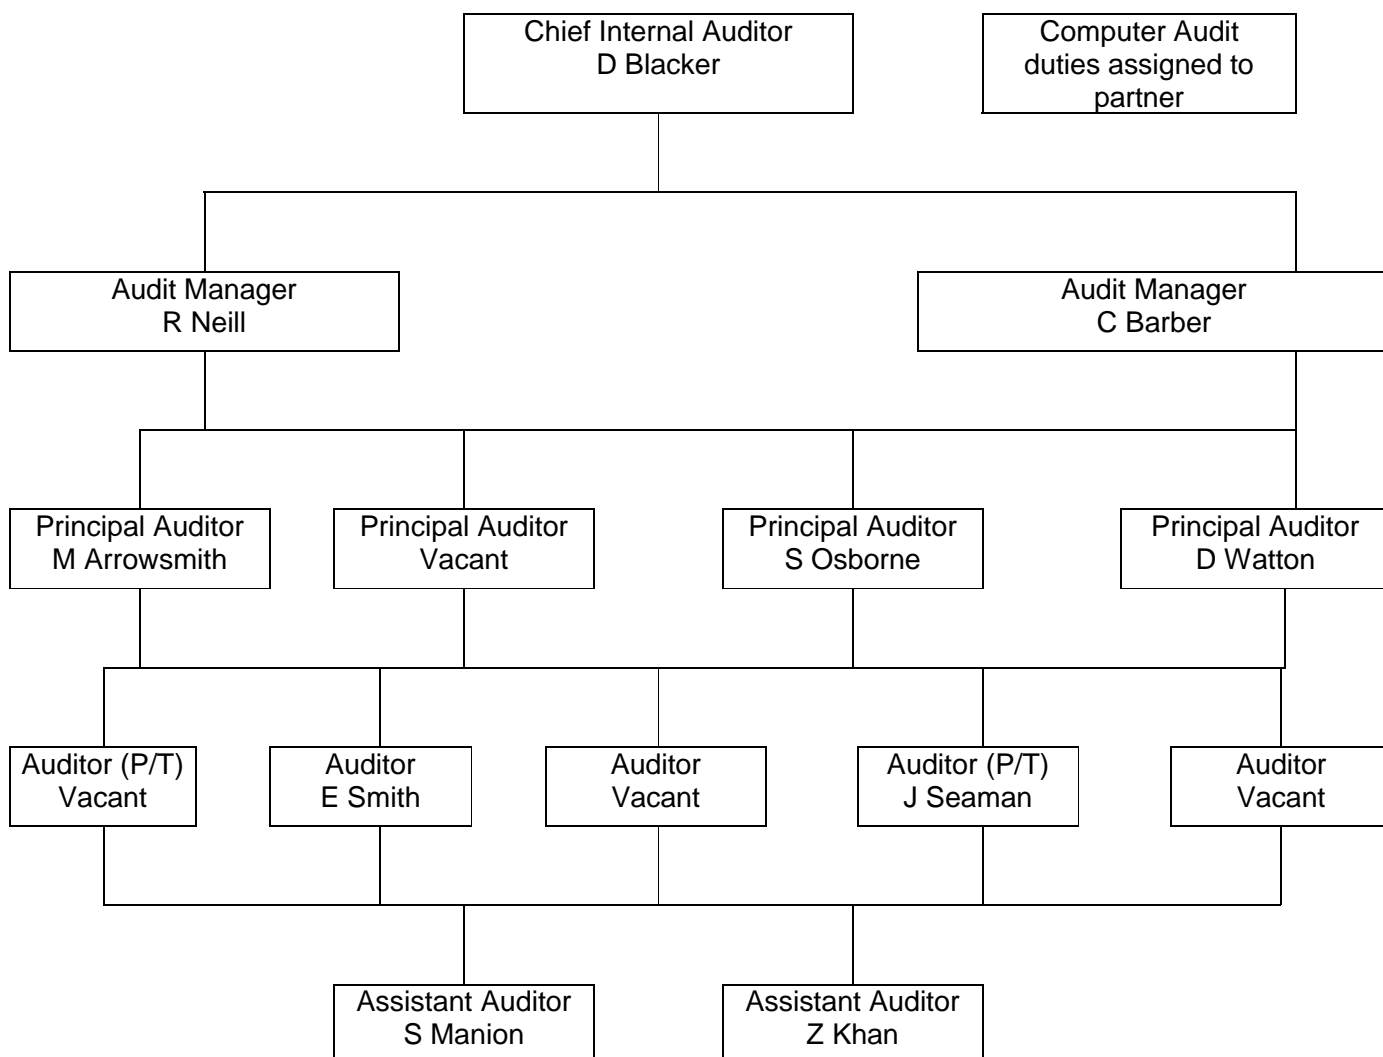 Chief Internal Auditor
D Blacker
Computer Audit
duties assigned to
partner
Audit Manager
R Neill
Audit Manager
C Barber
Principal Auditor
M Arrowsmith
Principal Auditor
Vacant
Principal Auditor
S Osborne
Principal Auditor
D Watton
Auditor (P/T)
Vacant
Auditor
E Smith
Auditor
Vacant
Auditor (P/T)
J Seaman
Auditor
Vacant
Assistant Auditor
S Manion
Assistant Auditor
Z Khan